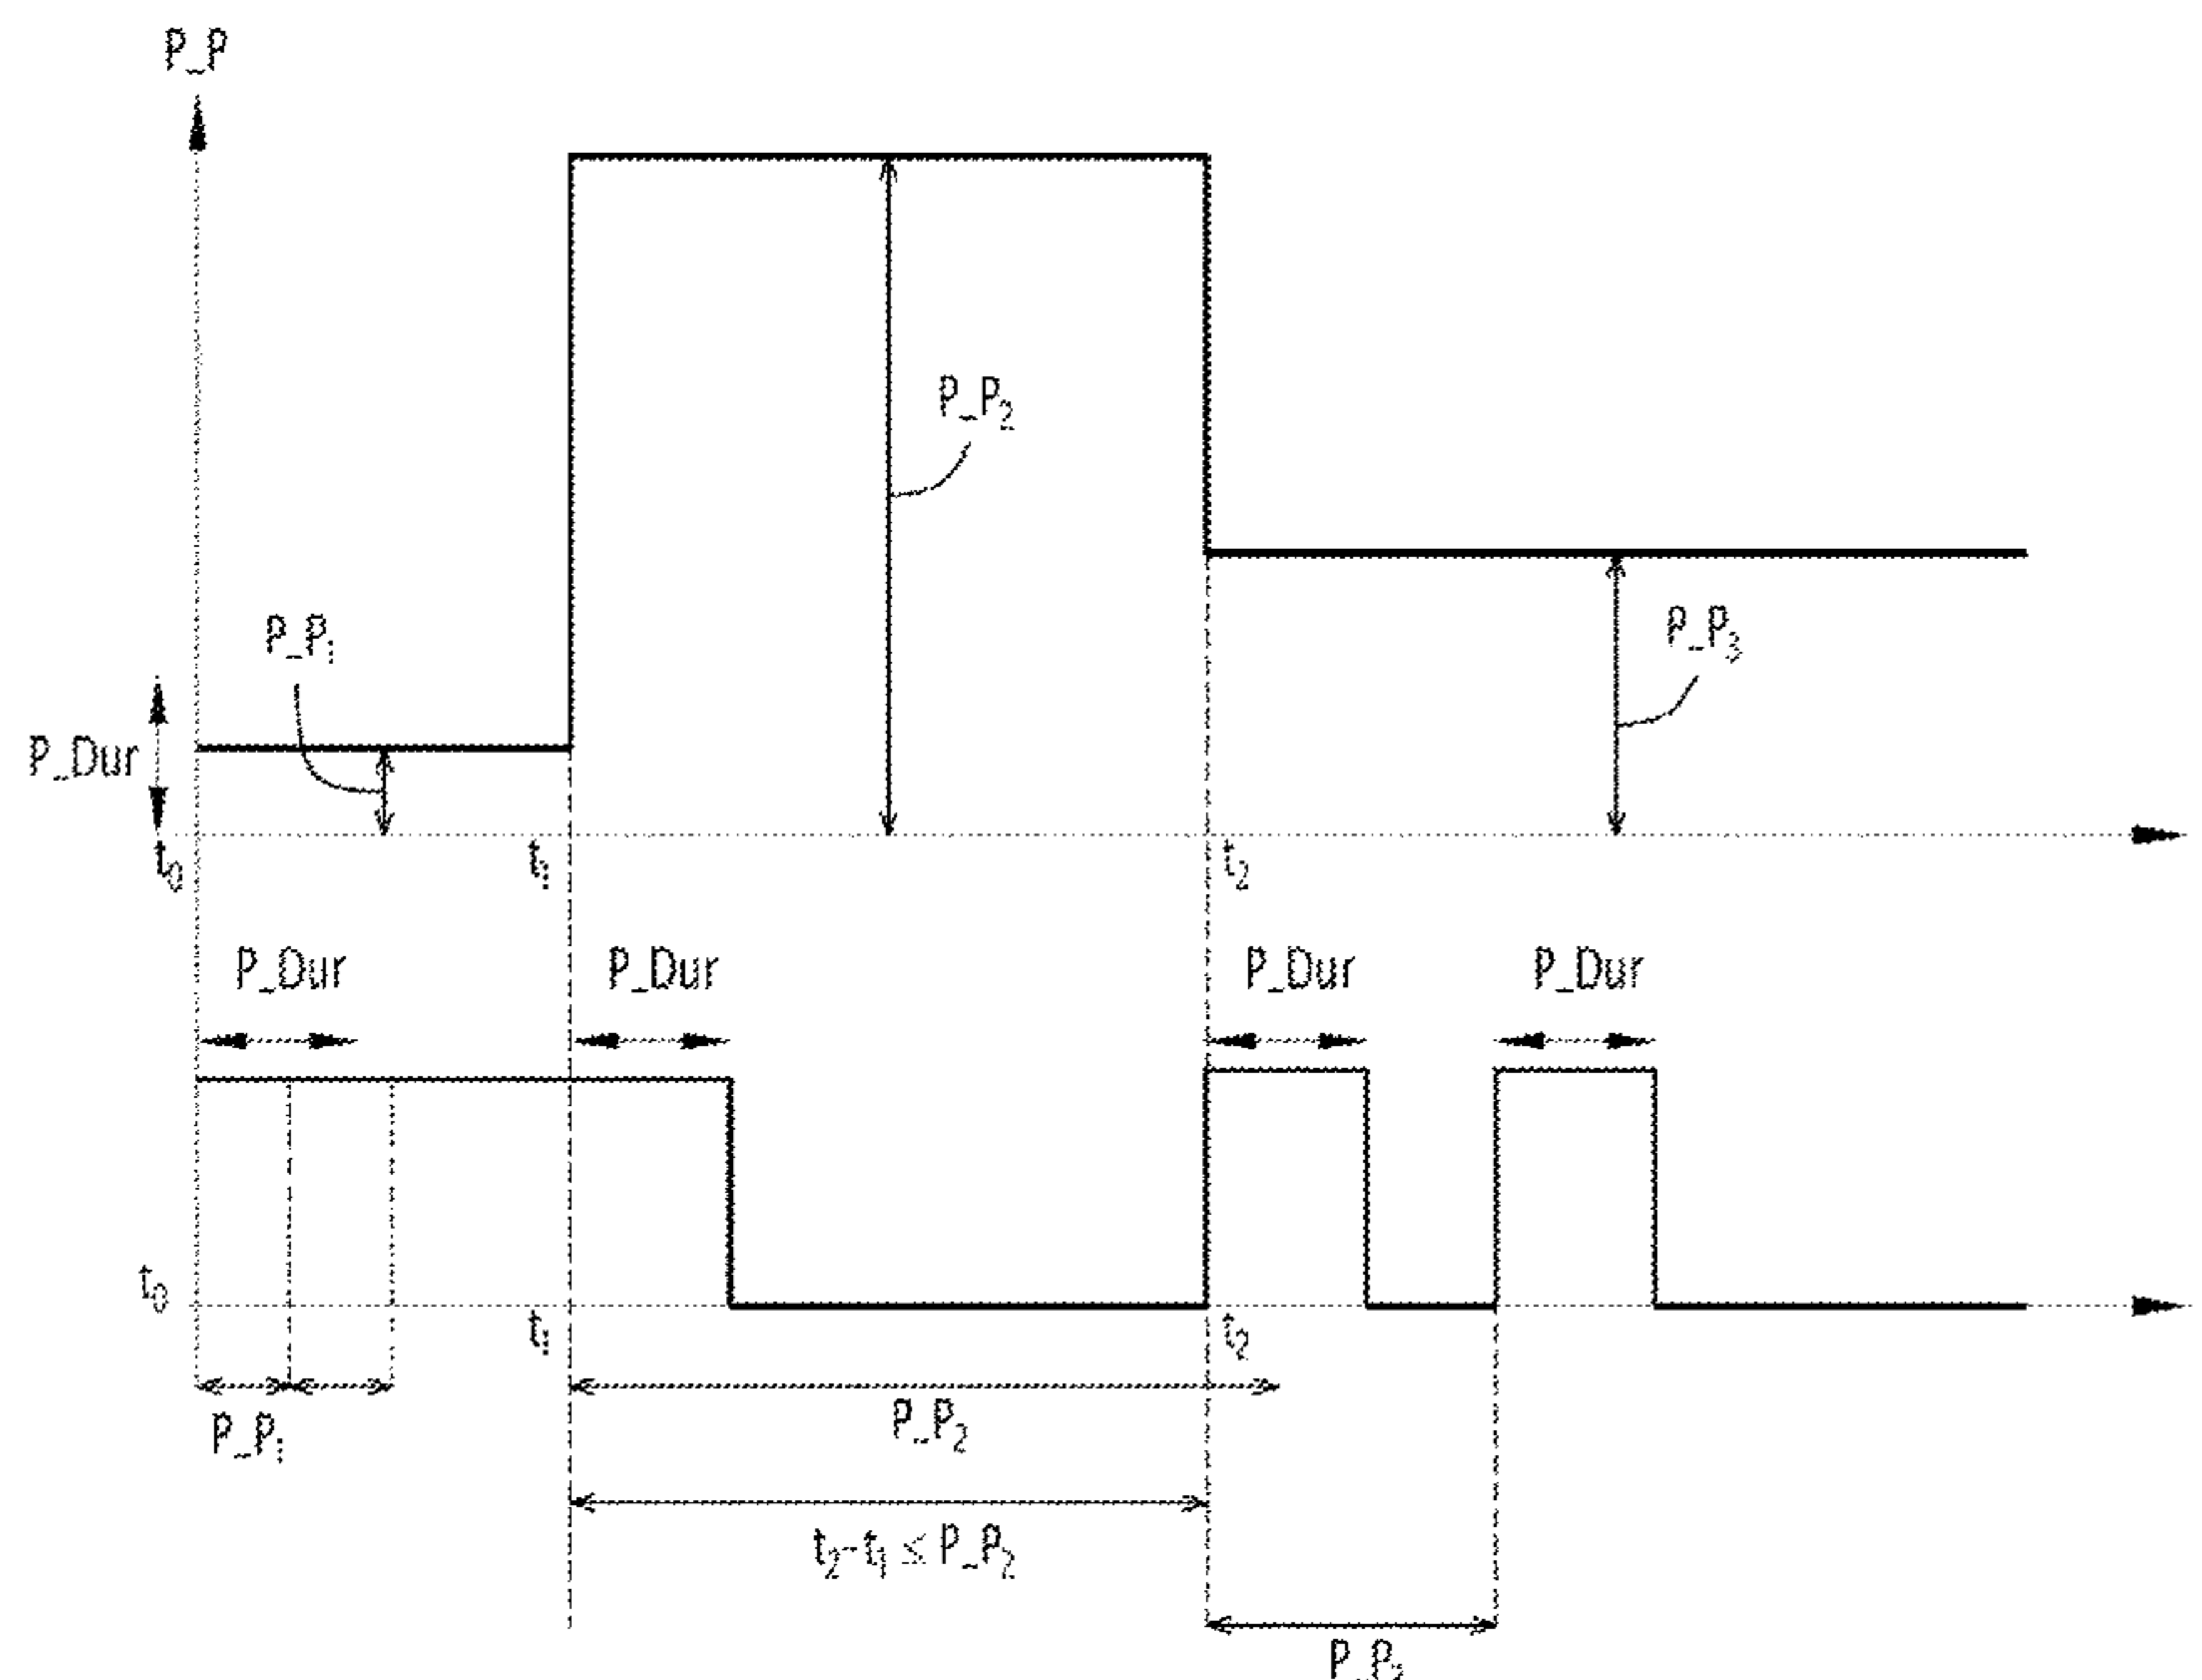 P_P
P_P₂
P_P₁
P_P₃
P_Dur
t₀
t₁
t₂
P_Dur
P_Dur
P_Dur
P_Dur
t₀
t₁
t₂
P_P₁
P_P₂
t₂-t₁ ≤ P_P₂